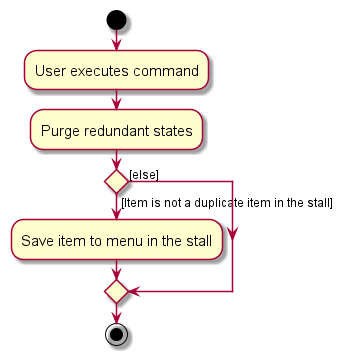 User executes command
Purge redundant states
[else]
[Item is not a duplicate item in the stall]
Save item to menu in the stall